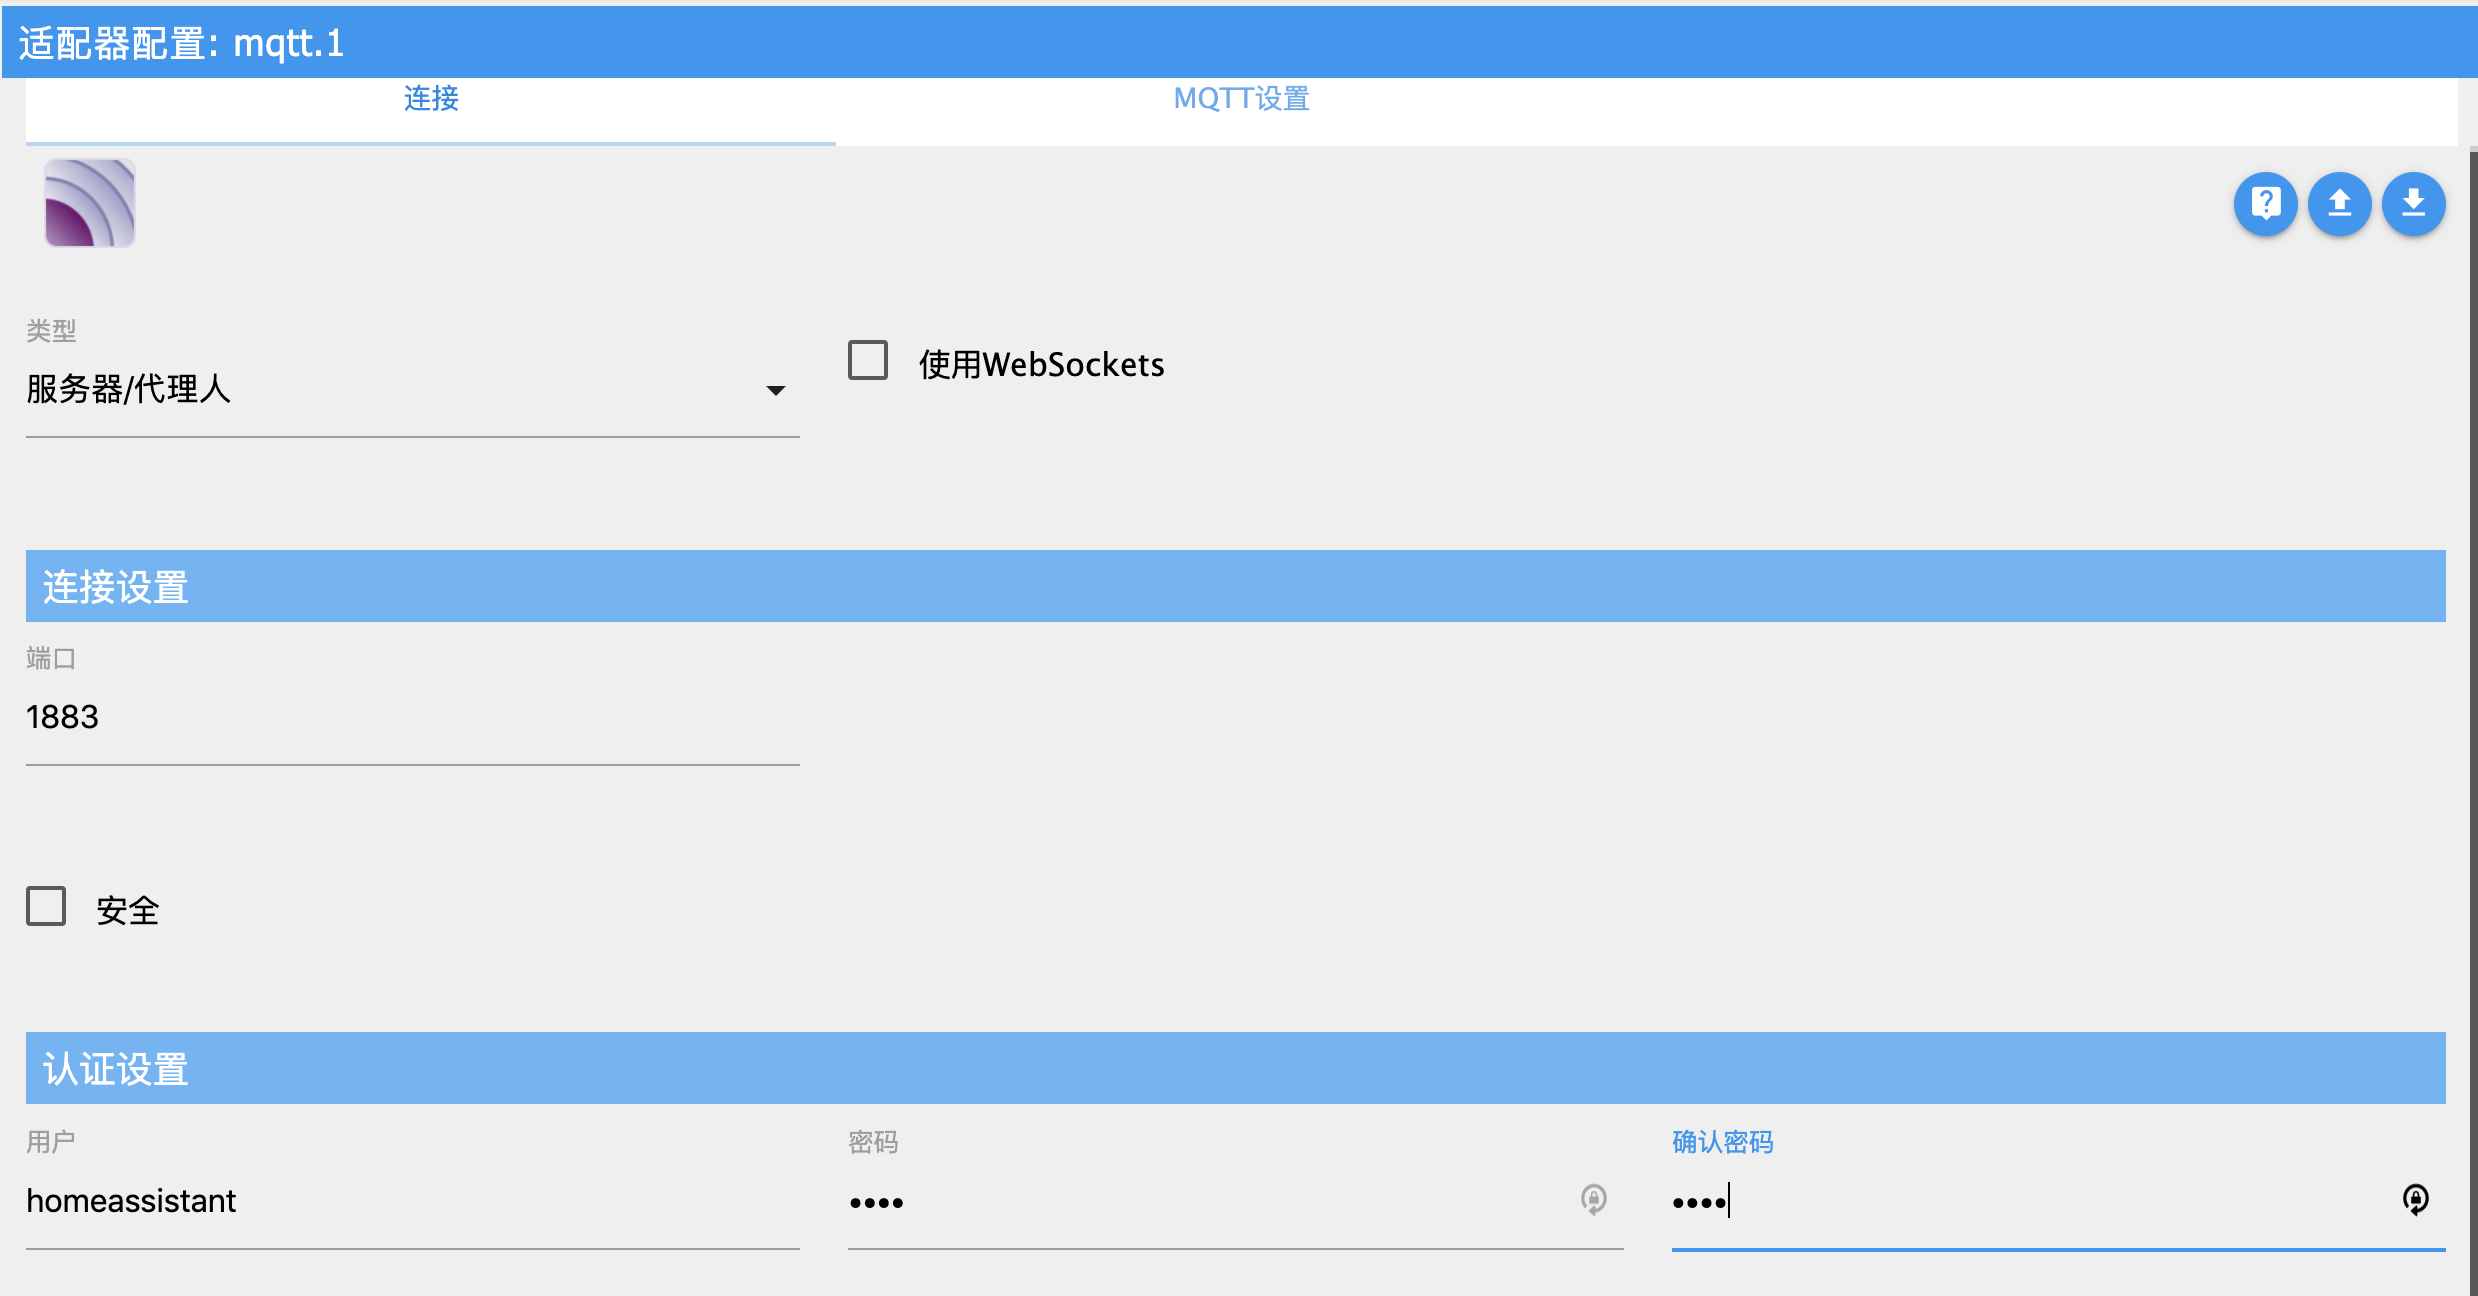 适配器配置: mqtt.1
连接
MQTT设置
类型
服务器/代理人
使用WebSockets
连接设置
端口
1883
安全
认证设置
用户
密码
确认密码
homeassistant
••••
••••